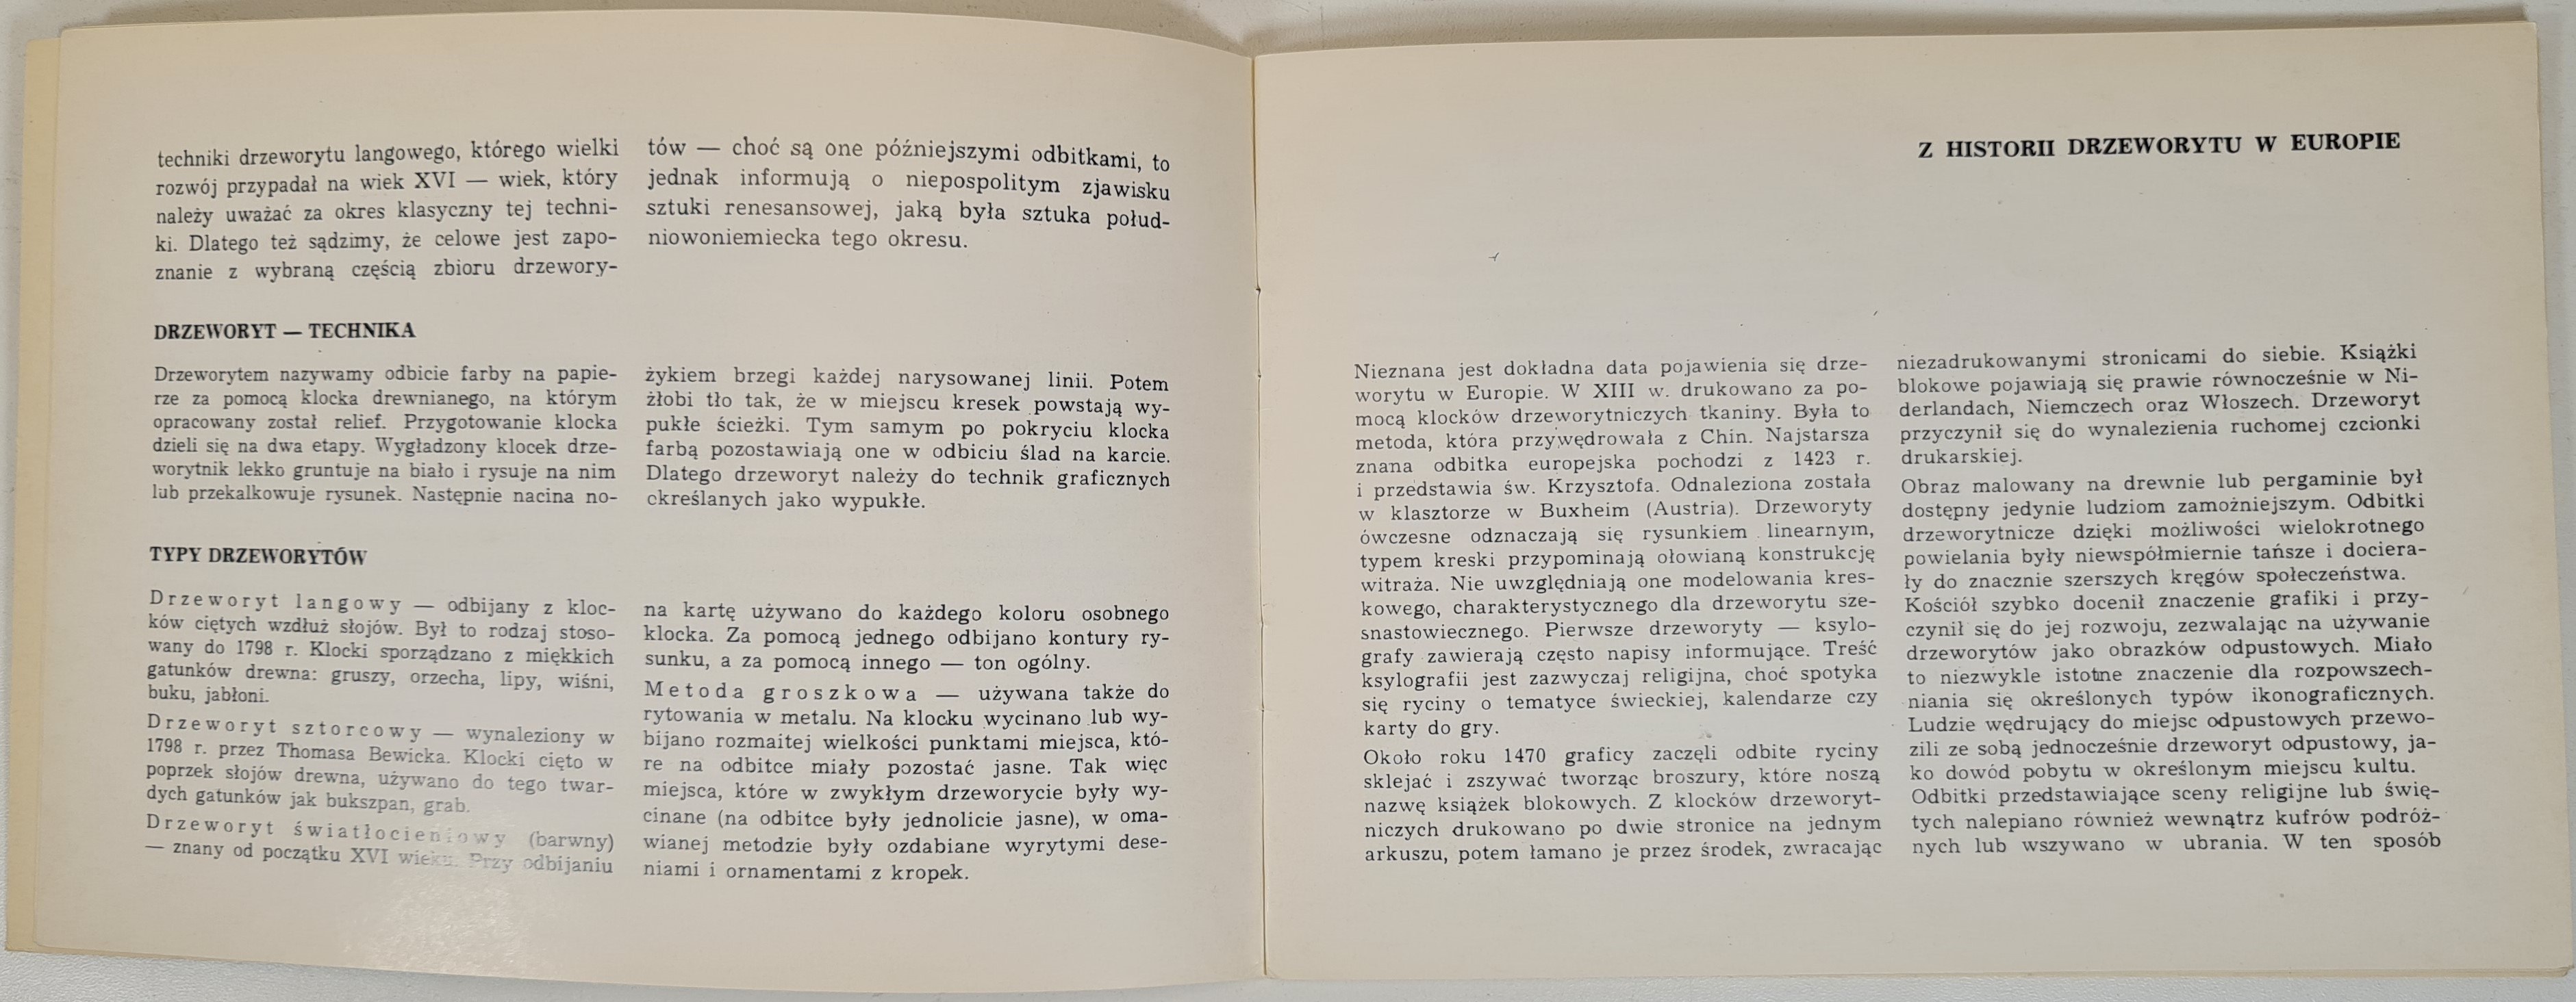 techniki drzeworytu langowego, którego wielki
rozwój przypadał na wiek XVI — wiek, który
należy uważać za okres klasyczny tej techni-
ki. Dlatego też sądzimy, że celowe jest zapo-
znanie z wybraną częścią zbioru drzewory-
tów — choć są one późniejszymi odbitkami, to
jednak informują o niepospolitym zjawisku
sztuki renesansowej, jaką była sztuka połud-
niowoniemiecka tego okresu.
DRZEWORYT — TECHNIKA
Drzeworytem nazywamy odbicie farby na papie-
rze za pomocą klocka drewnianego, na którym
opracowany został relief. Przygotowanie klocka
dzieli się na dwa etapy. Wygładzony klocek drze-
worytnik lekko gruntuje na biało i rysuje na nim
lub przekalkowuje rysunek. Następnie nacina no-
żykiem brzegi każdej narysowanej linii. Potem
żłobi tło tak, że w miejscu kresek powstają wy-
pukłe ścieżki. Tym samym po pokryciu klocka
farbą pozostawiają one w odbiciu ślad na karcie.
Dlatego drzeworyt należy do technik graficznych
ckreślanych jako wypukłe.
TYPY DRZEWORYTÓW
Drzeworyt langowy — odbijany z kloc-
ków ciętych wzdłuż słojów. Był to rodzaj stoso-
wany do 1798 r. Klocki sporządzano z miękkich
gatunków drewna: gruszy, orzecha, lipy, wiśni,
buku, jabłoni.
Drzeworyt sztorcowy — wynaleziony w
1798 r. przez Thomasa Bewicka. Klocki cięto w
poprzek słojów drewna, używano do tego twar-
dych gatunków jak bukszpan, grab.
Drzeworyt światłocieniowy (barwny)
— znany od początku XVI wieku. Przy odbijaniu
na kartę używano do każdego koloru osobnego
klocka. Za pomocą jednego odbijano kontury ry-
sunku, a za pomocą innego — ton ogólny.
Metoda groszkowa — używana także do
rytowania w metalu. Na klocku wycinano lub wy-
bijano rozmaitej wielkości punktami miejsca, któ-
re na odbitce miały pozostać jasne. Tak więc
miejsca, które w zwykłym drzeworycie były wy-
cinane (na odbitce były jednolicie jasne), w oma-
wianej metodzie były ozdabiane wyrytymi dese-
niami i ornamentami z kropek.
Z HISTORII DRZEWORYTU W EUROPIE
Nieznana jest dokładna data pojawienia się drze-
worytu w Europie. W XIII w. drukowano za po-
mocą klocków drzeworytniczych tkaniny. Była to
metoda, która przywędrowała z Chin. Najstarsza
znana odbitka europejska pochodzi z 1423 r.
i przedstawia św. Krzysztofa. Odnaleziona została
w klasztorze w Buxheim (Austria). Drzeworyty
ówczesne odznaczają się rysunkiem linearnym,
typem kreski przypominają ołowianą konstrukcję
witraża. Nie uwzględniają one modelowania kres-
kowego, charakterystycznego dla drzeworytu sze-
snastowiecznego. Pierwsze drzeworyty — ksylo-
grafy zawierają często napisy informujące. Treść
ksylografii jest zazwyczaj religijna, choć spotyka
się ryciny o tematyce świeckiej, kalendarze czy
karty do gry.
Około roku 1470 graficy zaczęli odbite ryciny
sklejać i zszywać tworząc broszury, które noszą
nazwę książek blokowych. Z klocków drzeworyt-
niczych drukowano po dwie stronice na jednym
arkuszu, potem łamano je przez środek, zwracając
niezadrukowanymi stronicami do siebie. Książki
blokowe pojawiają się prawie równocześnie w Ni-
derlandach, Niemczech oraz Włoszech. Drzeworyt
przyczynił się do wynalezienia ruchomej czcionki
drukarskiej.
Obraz malowany na drewnie lub pergaminie był
dostępny jedynie ludziom zamożniejszym. Odbitki
drzeworytnicze dzięki możliwości wielokrotnego
powielania były niewspółmiernie tańsze i dociera-
ły do znacznie szerszych kręgów społeczeństwa.
Kościół szybko docenił znaczenie grafiki i przy-
czynił się do jej rozwoju, zezwalając na używanie
drzeworytów jako obrazków odpustowych. Miało
to niezwykle istotne znaczenie dla rozpowszech-
niania się określonych typów ikonograficznych.
Ludzie wędrujący do miejsc odpustowych przewo-
zili ze sobą jednocześnie drzeworyt odpustowy, ja-
ko dowód pobytu w określonym miejscu kultu.
Odbitki przedstawiające sceny religijne lub świę-
tych nalepiano również wewnątrz kufrów podróż-
nych lub wszywano w ubrania. W ten sposób